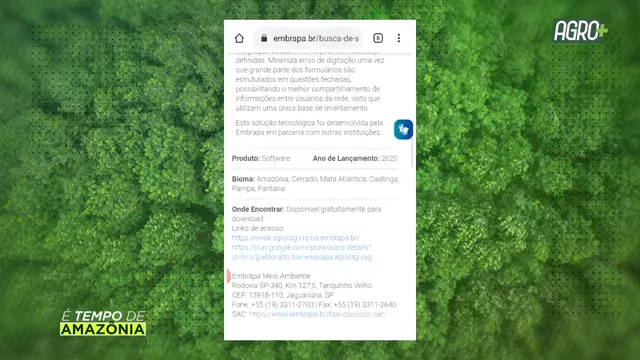 AGRO+
embrapa.br/busca-de-s
6
definidas. Minimiza erros de digitação uma vez
que grande parte dos formulários são
estruturados em questões fechadas,
possibilitando o melhor compartilhamento de
informações entre usuários da rede, visto que
utilizam uma única base de levantamento.
Esta solução tecnológica foi desenvolvida pela
Embrapa em parceria com outras instituições.
Produto: Software Ano de Lançamento: 2020
Bioma: Amazônia, Cerrado, Mata Atlântica, Caatinga,
Pampa, Pantanal
Onde Encontrar: Disponível gratuitamente para
download
Links de acesso:
https://www.agrotag.cnptia.embrapa.br/
https://play.google.com/store/apps/details?
id=br.org.eldorado.dse.embrapa.agrotag.veg
Embrapa Meio Ambiente
Rodovia SP-340, Km 127,5, Tanquinho Velho
CEP: 13918-110, Jaguariúna, SP
Fone: +55 (19) 3311-2700 | Fax: +55 (19) 3311-2640
SAC: https://www.embrapa.br/fale-conosco/sac/
É TEMPO DE
AMAZÔNIA